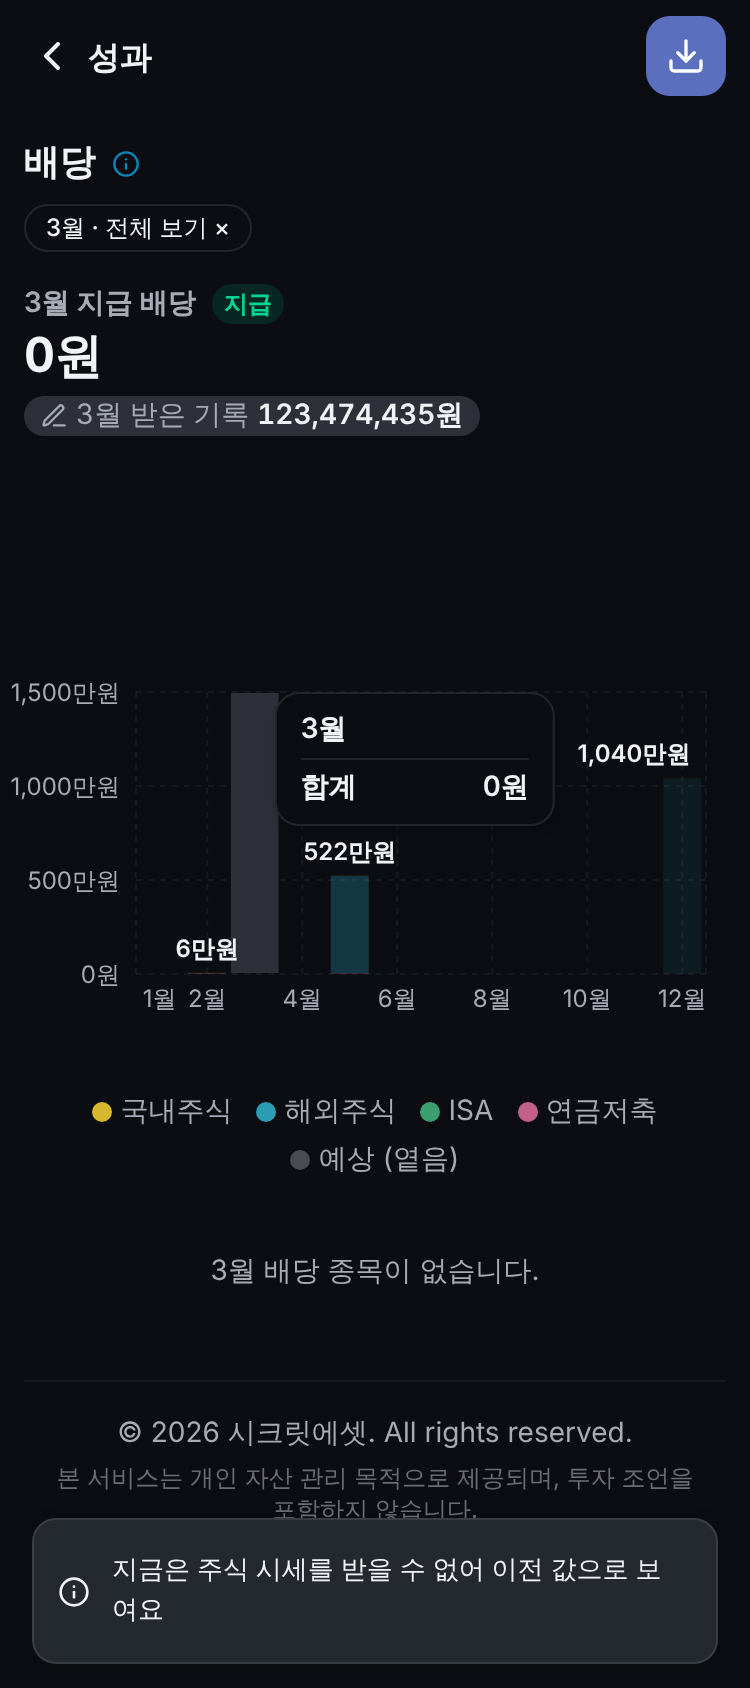 성과
배당
3월 · 전체 보기 ×
3월 지급 배당 지급
0원
3월 받은 기록 123,474,435원
1,500만원
1,000만원
500만원
0원
3월
합계 0원
1,040만원
522만원
6만원
1월 2월 4월 6월 8월 10월 12월
국내주식 해외주식 ISA 연금저축
예상 (옅음)
3월 배당 종목이 없습니다.
© 2026 시크릿에셋. All rights reserved.
본 서비스는 개인 자산 관리 목적으로 제공되며, 투자 조언을
포함하지 않습니다.
지금은 주식 시세를 받을 수 없어 이전 값으로 보
여요